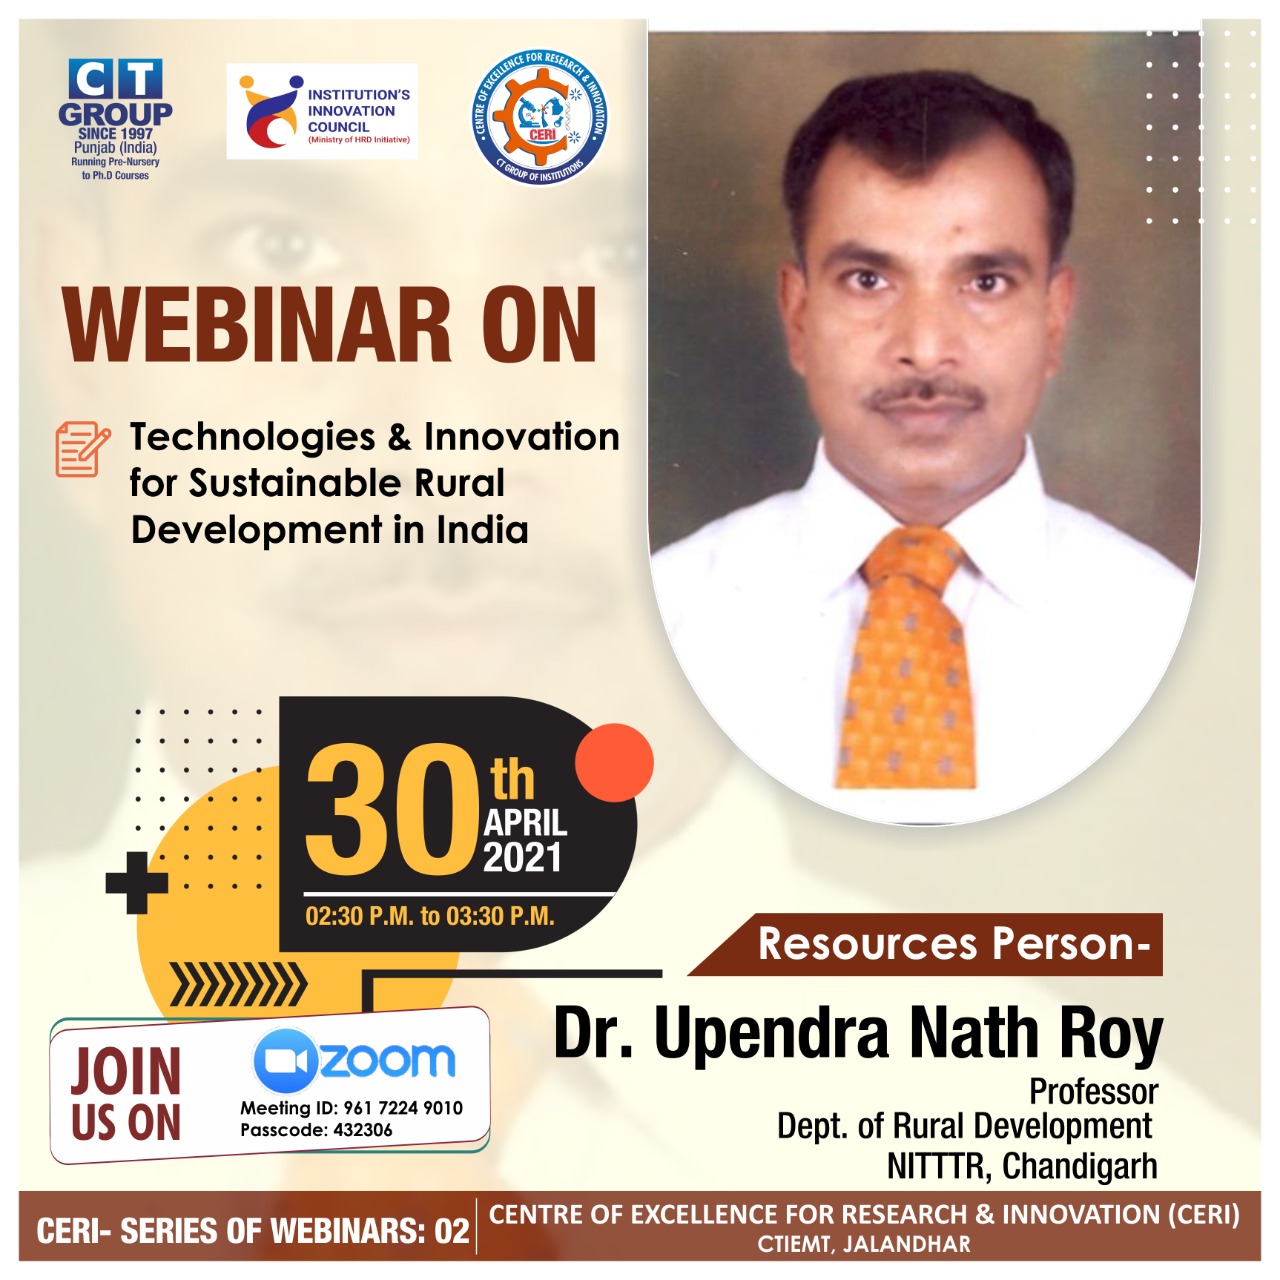 CT
GROUP
SINCE 1997
Punjab (India)
Running Pre-Nursery
to Ph.D Courses
INSTITUTION'S
INNOVATION
COUNCIL
(Ministry of HRD Initiative)
CENTRE OF EXCELLENCE FOR RESEARCH & INNOVATION
CERI
CT GROUP OF INSTITUTIONS
WEBINAR ON
Technologies & Innovation
for Sustainable Rural
Development in India
30th
APRIL
2021
02:30 P.M. to 03:30 P.M.
Resources Person-
Dr. Upendra Nath Roy
Professor
Dept. of Rural Development
NITTTR, Chandigarh
JOIN
US ON
zoom
Meeting ID: 961 7224 9010
Passcode: 432306
CERI- SERIES OF WEBINARS: 02
CENTRE OF EXCELLENCE FOR RESEARCH & INNOVATION (CERI)
CTIEMT, JALANDHAR